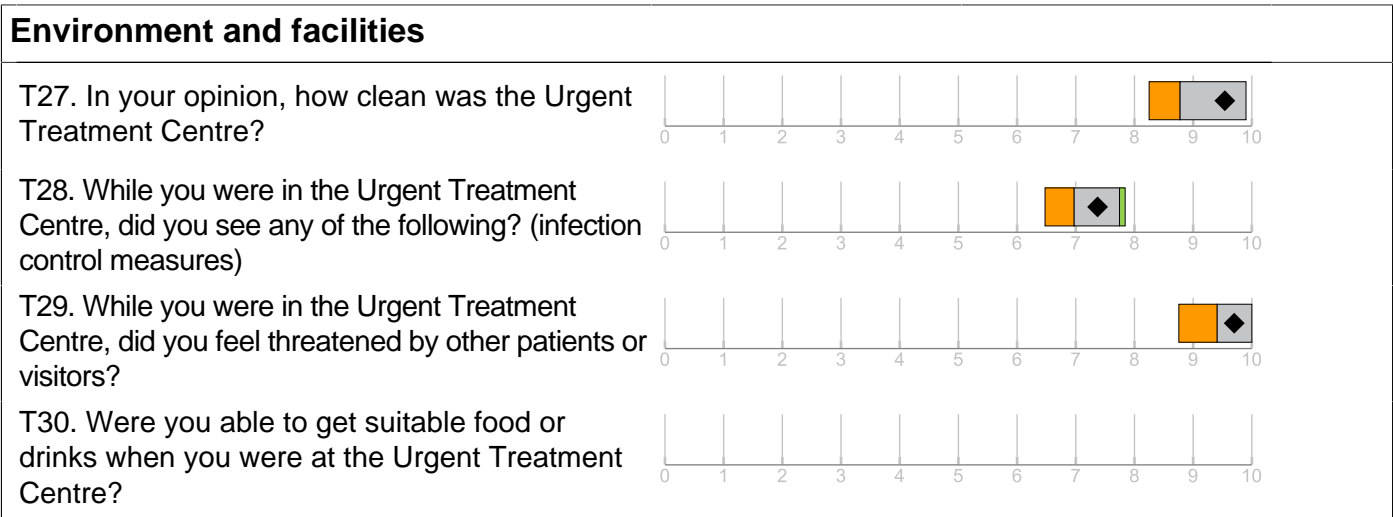 Environment and facilities
T27. In your opinion, how clean was the Urgent
Treatment Centre?
0 1 2 3 4 5 6 7 8 9 10
T28. While you were in the Urgent Treatment
Centre, did you see any of the following? (infection
control measures)
0 1 2 3 4 5 6 7 8 9 10
T29. While you were in the Urgent Treatment
Centre, did you feel threatened by other patients or
visitors?
0 1 2 3 4 5 6 7 8 9 10
T30. Were you able to get suitable food or
drinks when you were at the Urgent Treatment
Centre?
0 1 2 3 4 5 6 7 8 9 10